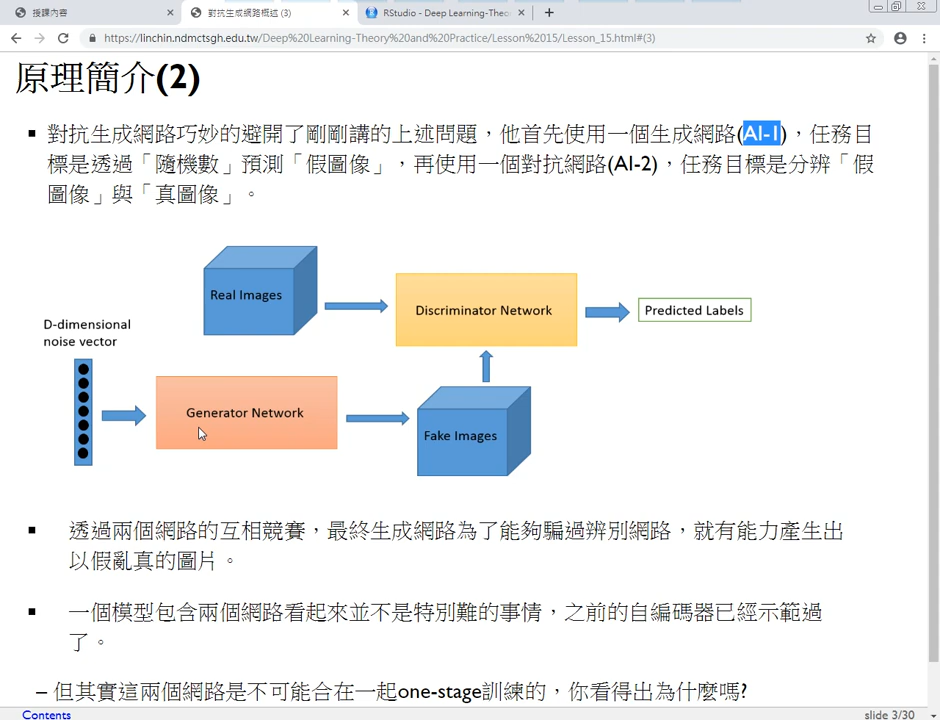 授課內容
對抗生成網路概述 (3)
RStudio - Deep Learning-Theo
https://linchin.ndmctsgh.edu.tw/Deep%20Learning-Theory%20and%20Practice/Lesson%2015/Lesson_15.html#(3)
原理簡介(2)
對抗生成網路巧妙的避開了剛剛講的上述問題，他首先使用一個生成網路(AI-1)，任務目
標是透過「隨機數」預測「假圖像」，再使用一個對抗網路(AI-2)，任務目標是分辨「假
圖像」與「真圖像」。
Real Images
Discriminator Network
Predicted Labels
D-dimensional
noise vector
Generator Network
Fake Images
透過兩個網路的互相競賽，最終生成網路為了能夠騙過辨別網路，就有能力產生出
以假亂真的圖片。
一個模型包含兩個網路看起來並不是特別難的事情，之前的自編碼器已經示範過
了。
– 但其實這兩個網路是不可能合在一起one-stage訓練的，你看得出為什麼嗎?
Contents
slide 3/30